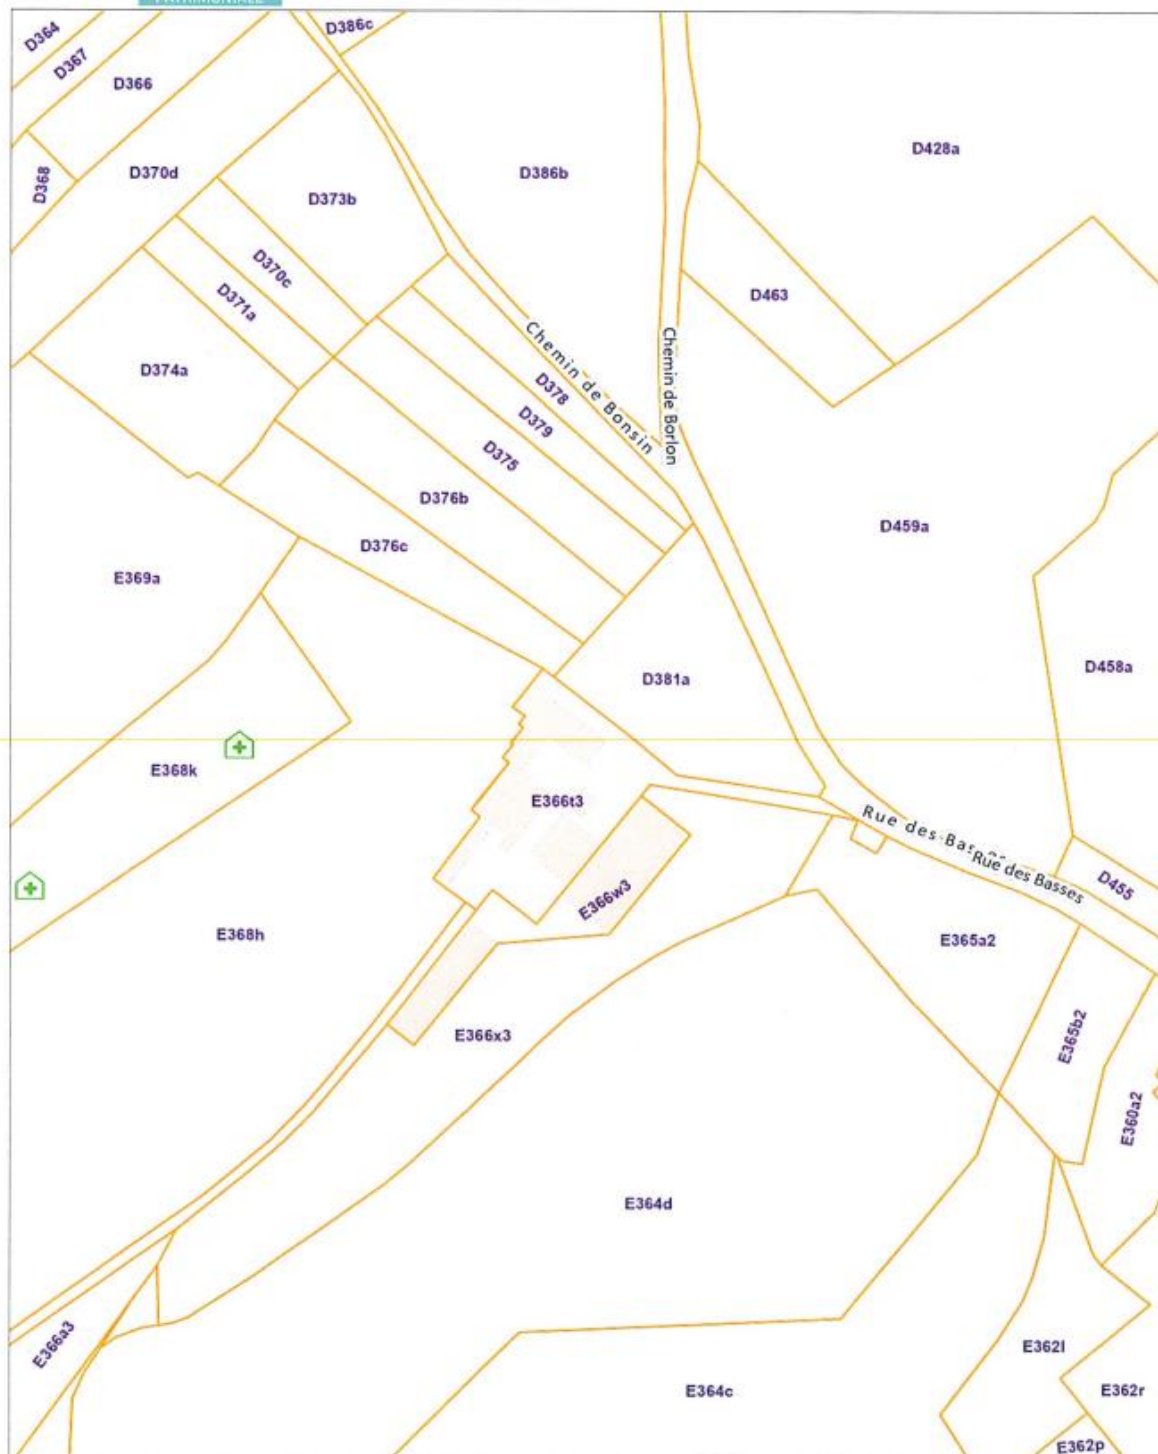 PATRIMONIALE
D364
D386c
D367
D366
D428a
D368
D370d
D386b
D373b
D370c
D463
D371a
Chemin de Bonsin
Chemin de Borlon
D374a
D378
D379
D375
D376b
D459a
D376c
E369a
D458a
D381a
E368k
E366t3
Rue des Bas
Rue des Basses
D455
E366w3
E368h
E365a2
E366x3
E365b2
E360a2
E364d
E366a3
E362l
E364c
E362r
E362p